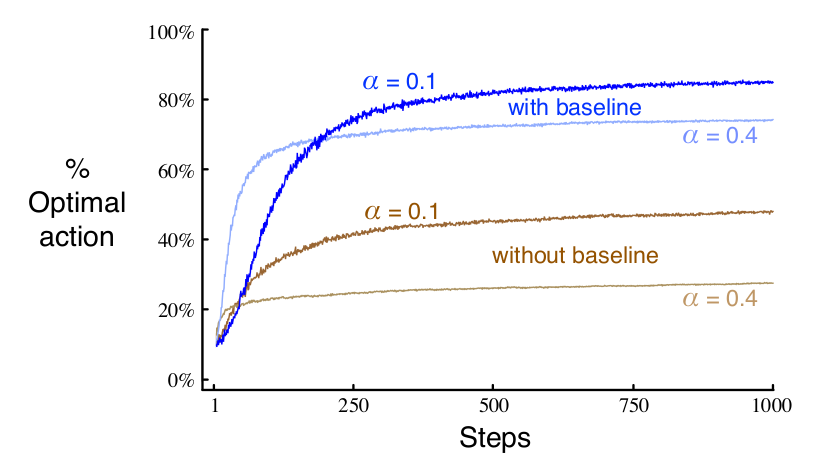 100%
80%
60%
40%
20%
0%
%
Optimal
action
α = 0.1
with baseline
α = 0.4
α = 0.1
without baseline
α = 0.4
1
250
500
750
1000
Steps